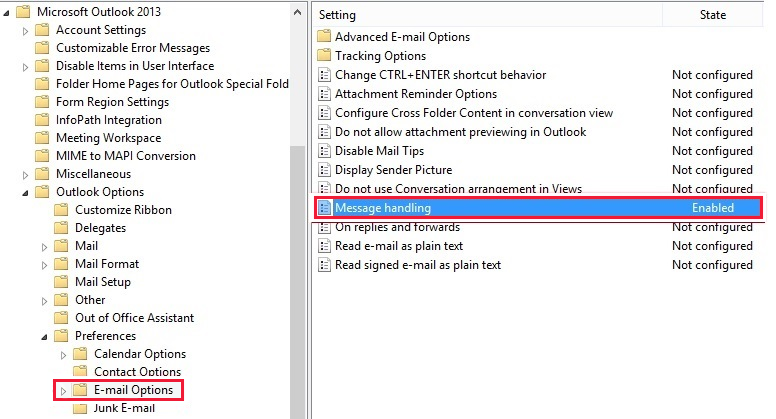 Microsoft Outlook 2013
Account Settings
Customizable Error Messages
Disable Items in User Interface
Folder Home Pages for Outlook Special Fold
Form Region Settings
InfoPath Integration
Meeting Workspace
MIME to MAPI Conversion
Miscellaneous
Outlook Options
Customize Ribbon
Delegates
Mail
Mail Format
Mail Setup
Other
Out of Office Assistant
Preferences
Calendar Options
Contact Options
E-mail Options
Junk E-mail
Setting State
Advanced E-mail Options
Tracking Options
Change CTRL+ENTER shortcut behavior Not configured
Attachment Reminder Options Not configured
Configure Cross Folder Content in conversation view Not configured
Do not allow attachment previewing in Outlook Not configured
Disable Mail Tips Not configured
Display Sender Picture Not configured
Do not use Conversation arrangement in Views Not configured
Message handling Enabled
On replies and forwards Not configured
Read e-mail as plain text Not configured
Read signed e-mail as plain text Not configured